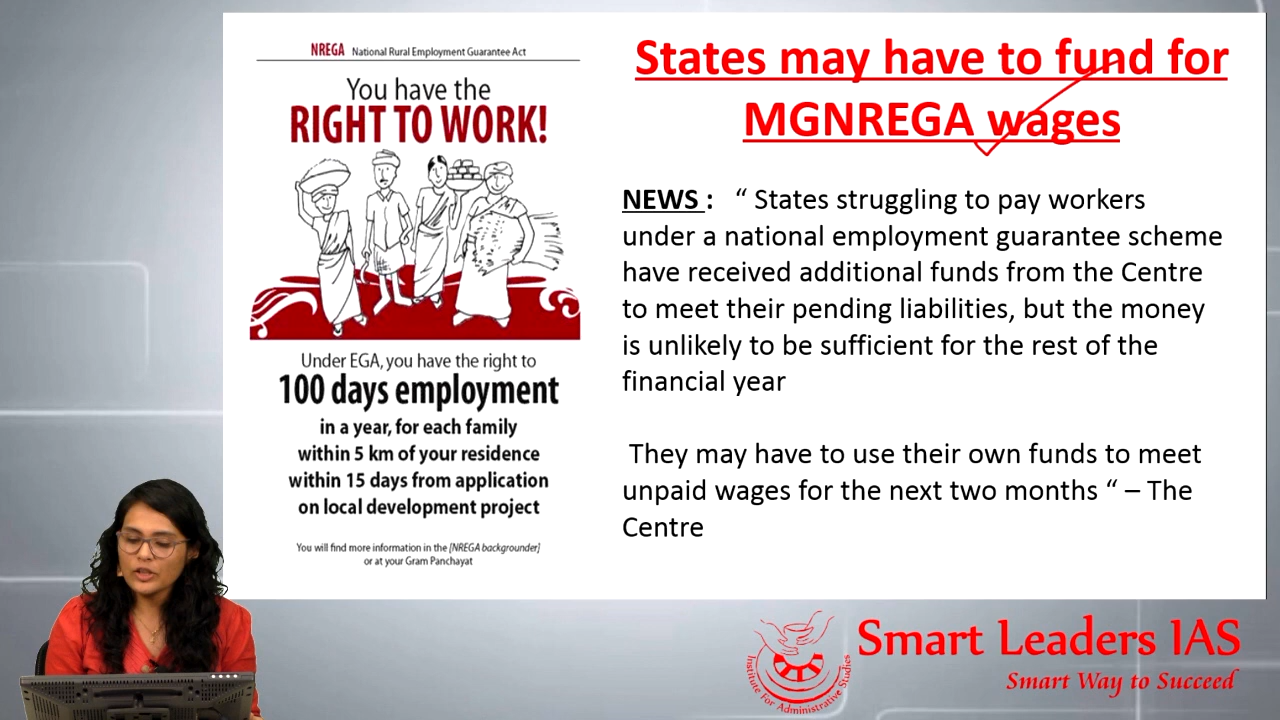 NREGA National Rural Employment Guarantee Act
You have the
RIGHT TO WORK!
Under EGA, you have the right to
100 days employment
in a year, for each family
within 5 km of your residence
within 15 days from application
on local development project
You will find more information in the [NREGA backgrounder]
or at your Gram Panchayat
States may have to fund for
MGNREGA wages
NEWS : “ States struggling to pay workers
under a national employment guarantee scheme
have received additional funds from the Centre
to meet their pending liabilities, but the money
is unlikely to be sufficient for the rest of the
financial year
They may have to use their own funds to meet
unpaid wages for the next two months “ – The
Centre
Institute For Administrative Studies
Smart Leaders IAS
Smart Way to Succeed